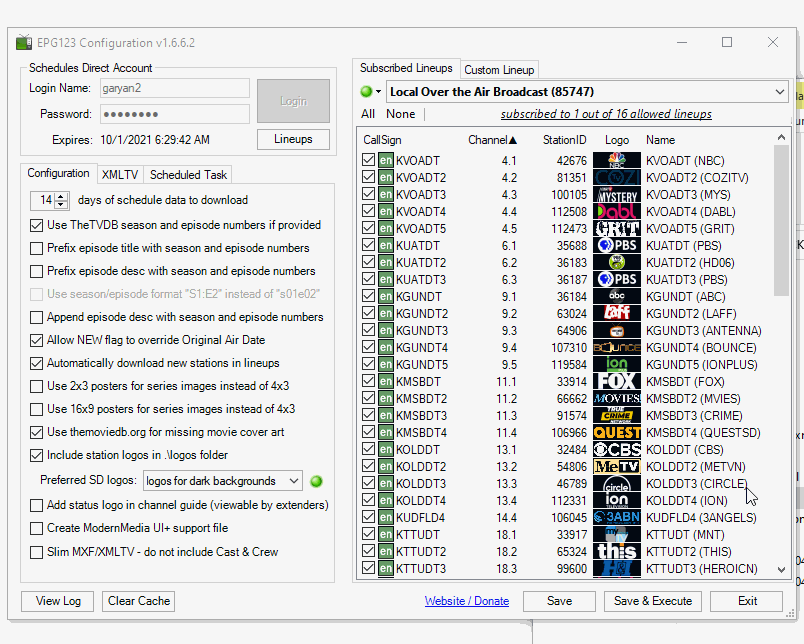 EPG123 Configuration v1.6.6.2
Schedules Direct Account
Login Name: garyan2
Login
Password:
Expires: 10/1/2021 6:29:42 AM
Lineups
Configuration XMLTV Scheduled Task
14 days of schedule data to download
Use TheTVDB season and episode numbers if provided
Prefix episode title with season and episode numbers
Prefix episode desc with season and episode numbers
Use season/episode format "S1:E2" instead of "s01e02"
Append episode desc with season and episode numbers
Allow NEW flag to override Original Air Date
Automatically download new stations in lineups
Use 2x3 posters for series images instead of 4x3
Use 16x9 posters for series images instead of 4x3
Use themoviedb.org for missing movie cover art
Include station logos in .\logos folder
Preferred SD logos: logos for dark backgrounds
Add status logo in channel guide (viewable by extenders)
Create ModernMedia UI+ support file
Slim MXF/XMLTV - do not include Cast & Crew
Subscribed Lineups Custom Lineup
Local Over the Air Broadcast (85747)
All None subscribed to 1 out of 16 allowed lineups
CallSign Channel▲ StationID Logo Name
en KVOADT 4.1 42676 NBC KVOADT (NBC)
en KVOADT2 4.2 81351 COZI KVOADT2 (COZITV)
en KVOADT3 4.3 100105 MYSTERY KVOADT3 (MYS)
en KVOADT4 4.4 112508 Dabl KVOADT4 (DABL)
en KVOADT5 4.5 112473 GRIT KVOADT5 (GRIT)
en KUATDT 6.1 35688 PBS KUATDT (PBS)
en KUATDT2 6.2 36183 KUATDT2 (HD06)
en KUATDT3 6.3 36187 PBS KUATDT3 (PBS)
en KGUNDT 9.1 36184 abc KGUNDT (ABC)
en KGUNDT2 9.2 63024 laff KGUNDT2 (LAFF)
en KGUNDT3 9.3 64906 KGUNDT3 (ANTENNA)
en KGUNDT4 9.4 107310 BOUNCE KGUNDT4 (BOUNCE)
en KGUNDT5 9.5 119584 ion KGUNDT5 (IONPLUS)
en KMSBDT 11.1 33914 FOX KMSBDT (FOX)
en KMSBDT2 11.2 66662 MOVIES! KMSBDT2 (MVIES)
en KMSBDT3 11.3 91574 TRUE CRIME KMSBDT3 (CRIME)
en KMSBDT4 11.4 106966 QUEST KMSBDT4 (QUESTSD)
en KOLDDT 13.1 32484 CBS KOLDDT (CBS)
en KOLDDT2 13.2 54806 MeTV KOLDDT2 (METVN)
en KOLDDT3 13.3 46789 circle KOLDDT3 (CIRCLE)
en KOLDDT4 13.4 112331 ion KOLDDT4 (ION)
en KUDFLD4 14.4 106045 3ABN KUDFLD4 (3ANGELS)
en KTTUDT 18.1 33917 my KTTUDT (MNT)
en KTTUDT2 18.2 65324 this KTTUDT2 (THIS)
en KTTUDT3 18.3 99600 H&I KTTUDT3 (HEROICN)
View Log Clear Cache Website / Donate Save Save & Execute Exit